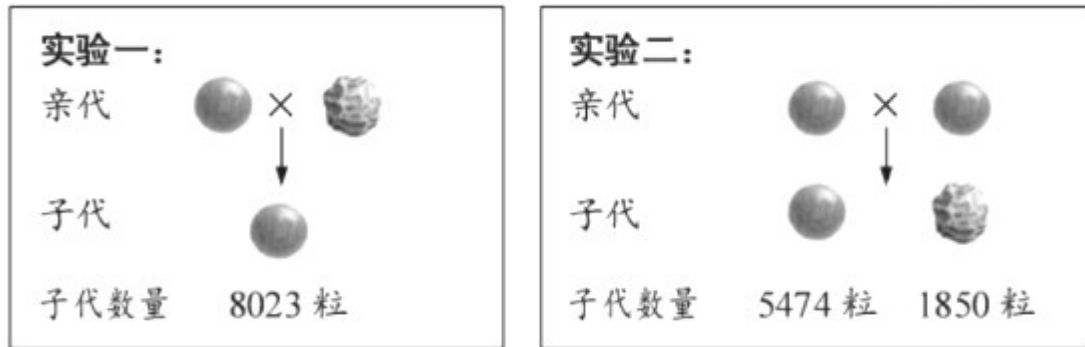 实验一:
亲代 ×
子代
子代数量 8023 粒
实验二:
亲代 ×
子代
子代数量 5474 粒 1850 粒